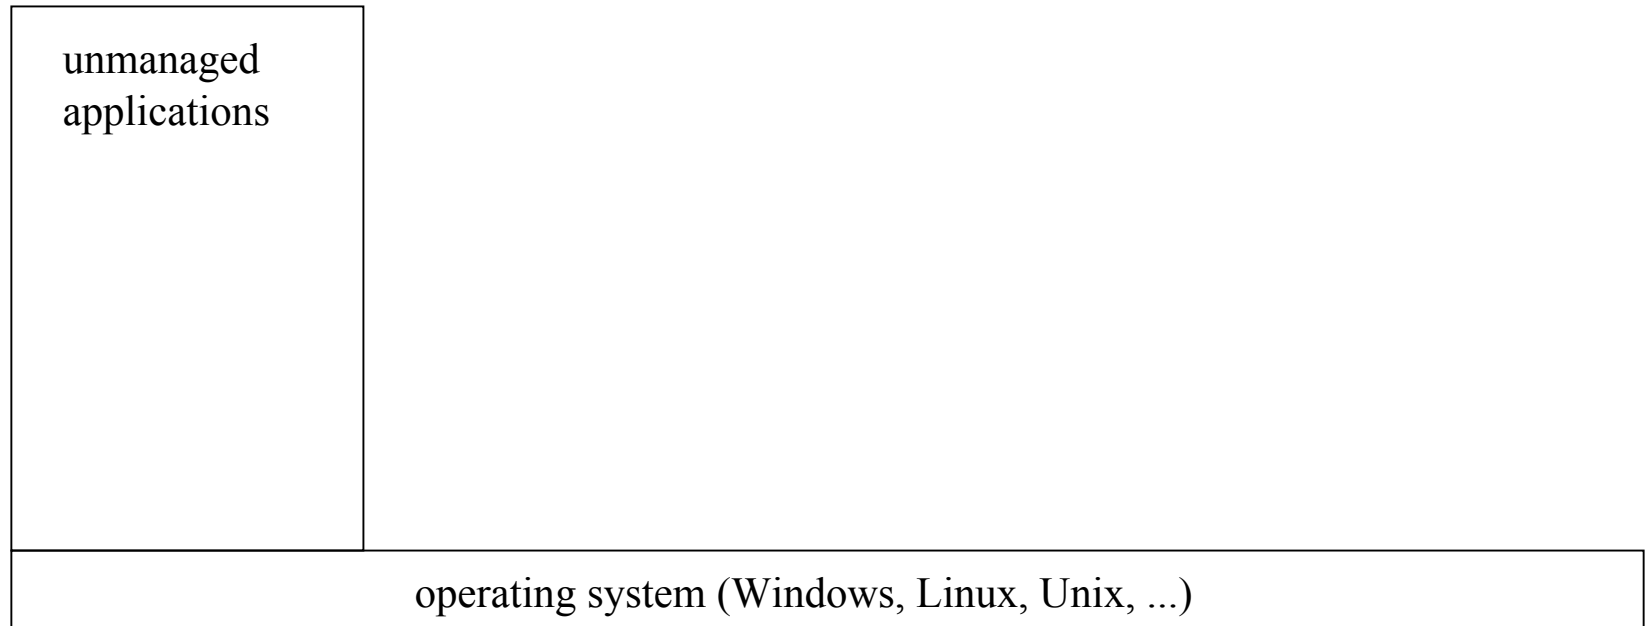 unmanaged
applications
operating system (Windows, Linux, Unix, ...)